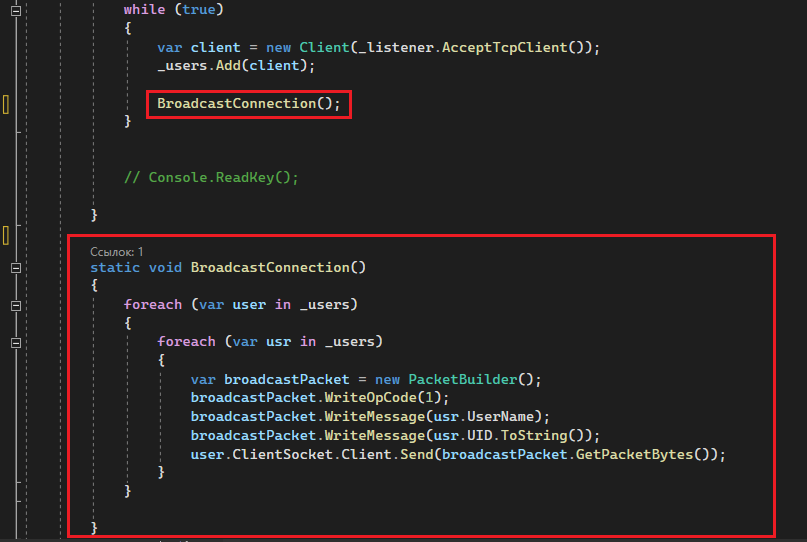 while (true)
{
var client = new Client(_listener.AcceptTcpClient());
_users.Add(client);
BroadcastConnection();
}
// Console.ReadKey();
}
Ссылок: 1
static void BroadcastConnection()
{
foreach (var user in _users)
{
foreach (var usr in _users)
{
var broadcastPacket = new PacketBuilder();
broadcastPacket.WriteOpCode(1);
broadcastPacket.WriteMessage(usr.UserName);
broadcastPacket.WriteMessage(usr.UID.ToString());
user.ClientSocket.Client.Send(broadcastPacket.GetPacketBytes());
}
}
}